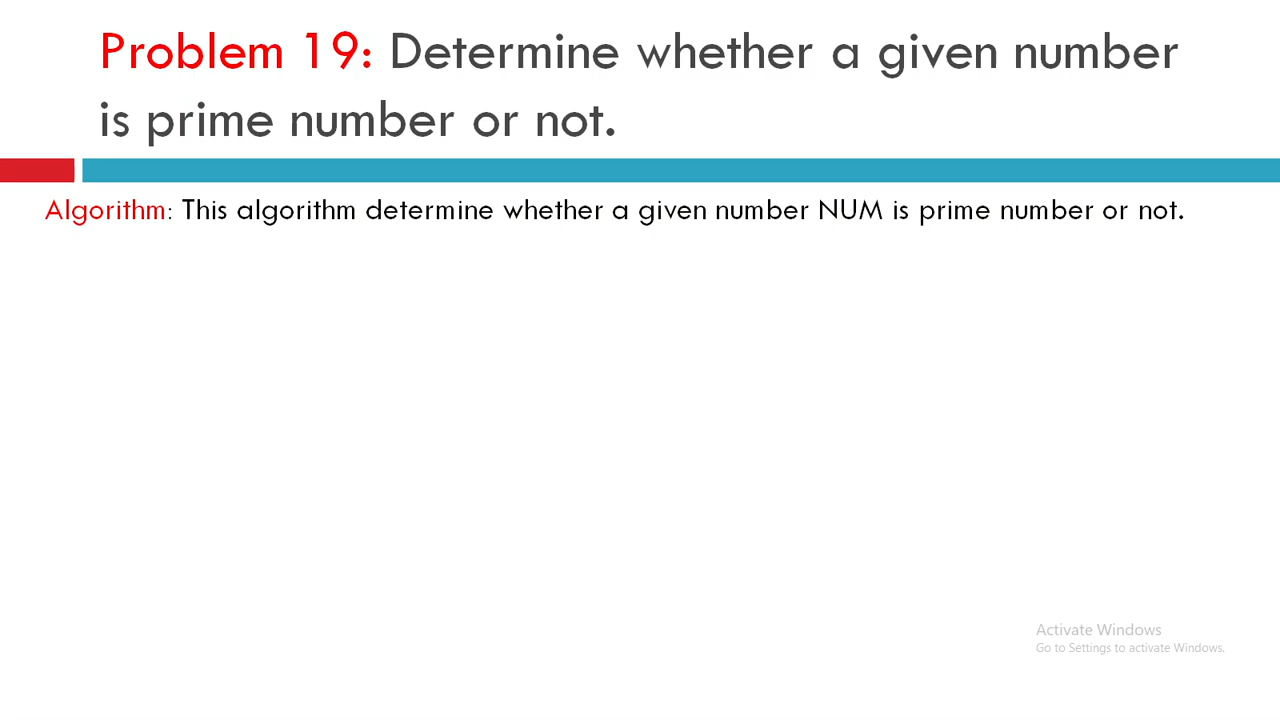 Problem 19: Determine whether a given number
is prime number or not.
Algorithm: This algorithm determine whether a given number NUM is prime number or not.
Activate Windows
Go to Settings to activate Windows.